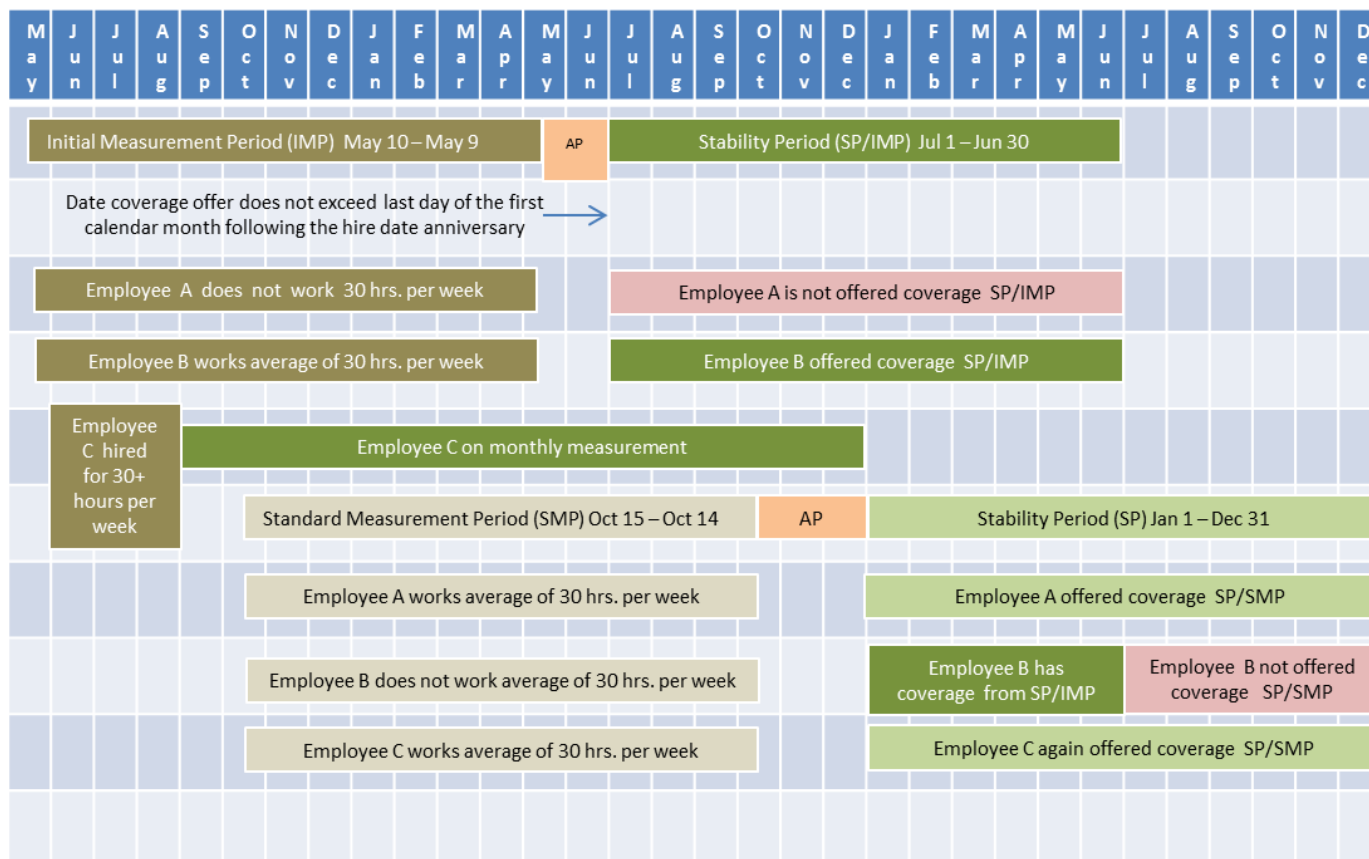 May Jun Jul Aug Sep Oct Nov Dec Jan Feb Mar Apr May Jun Jul Aug Sep Oct Nov Dec Jan Feb Mar Apr May Jun Jul Aug Sep Oct Nov Dec
Initial Measurement Period (IMP) May 10 – May 9
AP
Stability Period (SP/IMP) Jul 1 – Jun 30
Date coverage offer does not exceed last day of the first
calendar month following the hire date anniversary
Employee A does not work 30 hrs. per week
Employee A is not offered coverage SP/IMP
Employee B works average of 30 hrs. per week
Employee B offered coverage SP/IMP
Employee
C hired
for 30+
hours per
week
Employee C on monthly measurement
Standard Measurement Period (SMP) Oct 15 – Oct 14
AP
Stability Period (SP) Jan 1 – Dec 31
Employee A works average of 30 hrs. per week
Employee A offered coverage SP/SMP
Employee B does not work average of 30 hrs. per week
Employee B has
coverage from SP/IMP
Employee B not offered
coverage SP/SMP
Employee C works average of 30 hrs. per week
Employee C again offered coverage SP/SMP